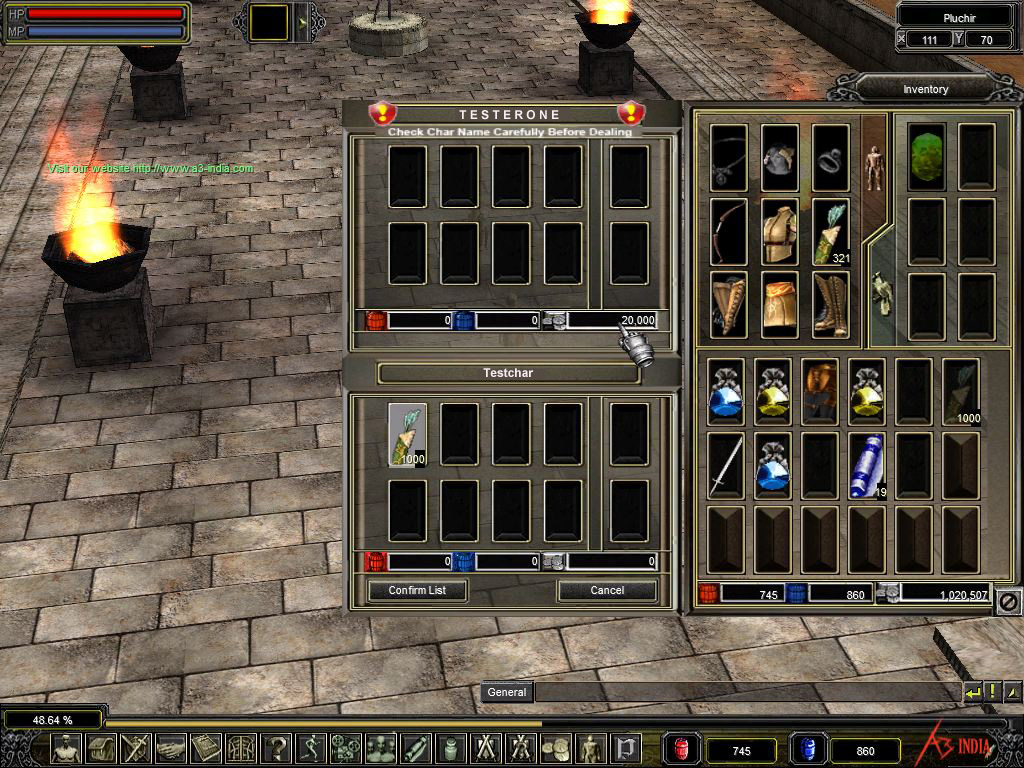 HP
MP
Pluchir
X 111 Y 70
Inventory
TESTERONE
Check Char Name Carefully Before Dealing
Visit our website http://www.a3-india.com
321
0 0 20,000
Testchar
1000
1000
19
0 0 0
Confirm List Cancel
745 860 1,020,507
General
48.64 %
745 860
A3 INDIA